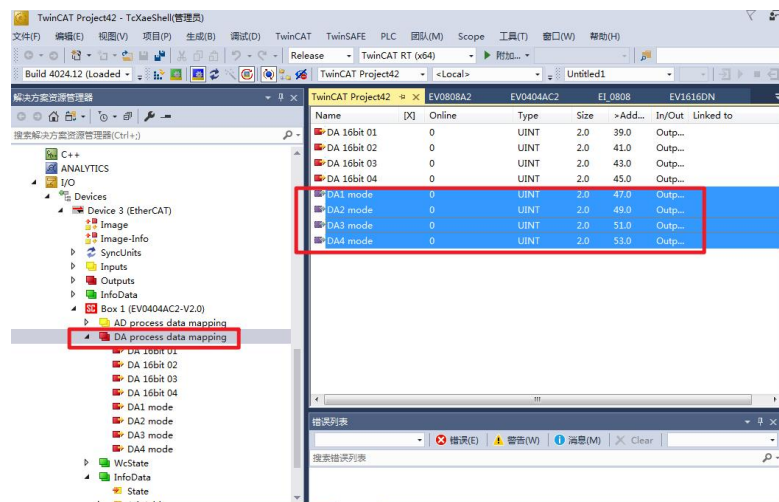 TwinCAT Project42 - TcXaeShell(管理员)
文件(F) 编辑(E) 视图(V) 项目(P) 生成(B) 调试(D) TwinCAT TwinSAFE PLC 团队(M) Scope 工具(T) 窗口(W) 帮助(H)
Release TwinCAT RT (x64) 附加...
Build 4024.12 (Loaded TwinCAT Project42 <Local> Untitled1
解决方案资源管理器
搜索解决方案资源管理器(Ctrl+;)
C++
ANALYTICS
I/O
Devices
Device 3 (EtherCAT)
Image
Image-Info
SyncUnits
Inputs
Outputs
InfoData
Box 1 (EV0404AC2-V2.0)
AD process data mapping
DA process data mapping
DA 16bit 01
DA 16bit 02
DA 16bit 03
DA 16bit 04
DA1 mode
DA2 mode
DA3 mode
DA4 mode
WcState
InfoData
State
TwinCAT Project42 EV0808A2 EV0404AC2 EI_0808 EV1616DN
Name [X] Online Type Size >Add... In/Out Linked to
DA 16bit 01 0 UINT 2.0 39.0 Outp...
DA 16bit 02 0 UINT 2.0 41.0 Outp...
DA 16bit 03 0 UINT 2.0 43.0 Outp...
DA 16bit 04 0 UINT 2.0 45.0 Outp...
DA1 mode 0 UINT 2.0 47.0 Outp...
DA2 mode 0 UINT 2.0 49.0 Outp...
DA3 mode 0 UINT 2.0 51.0 Outp...
DA4 mode 0 UINT 2.0 53.0 Outp...
错误列表
错误(E) 警告(W) 消息(M) Clear
搜索错误列表